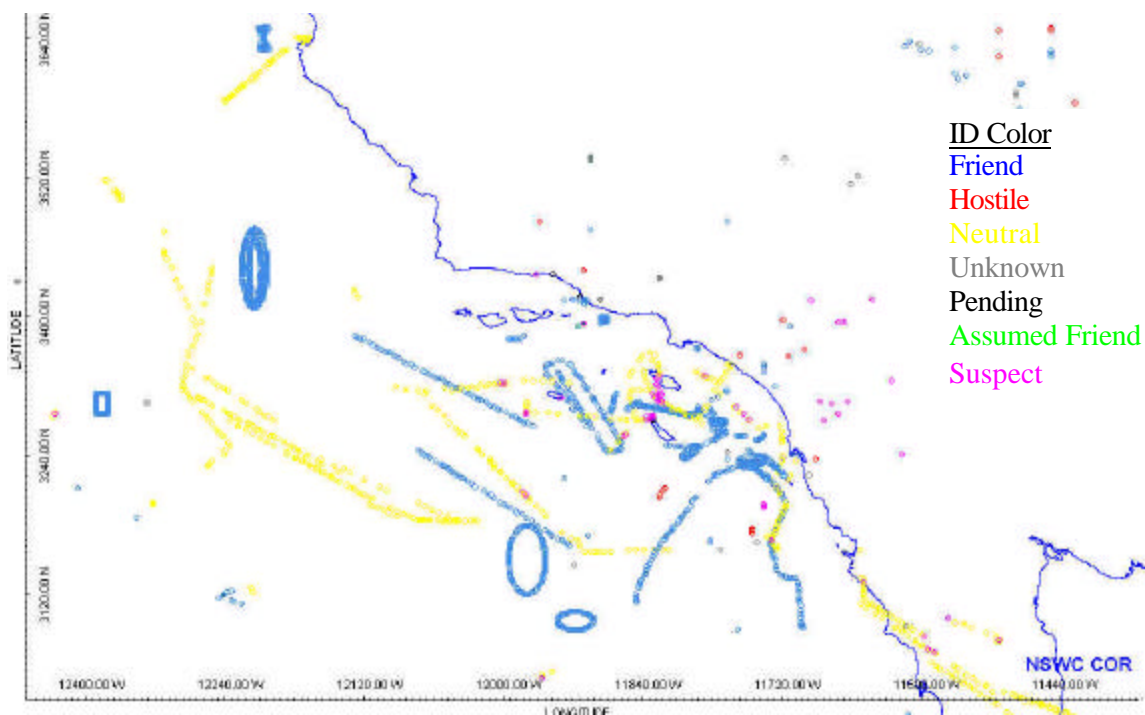 3640.00 N
3520.00 N
3400.00 N
3240.00 N
3120.00 N
LATITUDE
ID Color
Friend
Hostile
Neutral
Unknown
Pending
Assumed Friend
Suspect
NSWC COR
12400.00 W 12240.00 W 12120.00 W 12000.00 W 11840.00 W 11720.00 W 11440.00 W
LONGITUDE